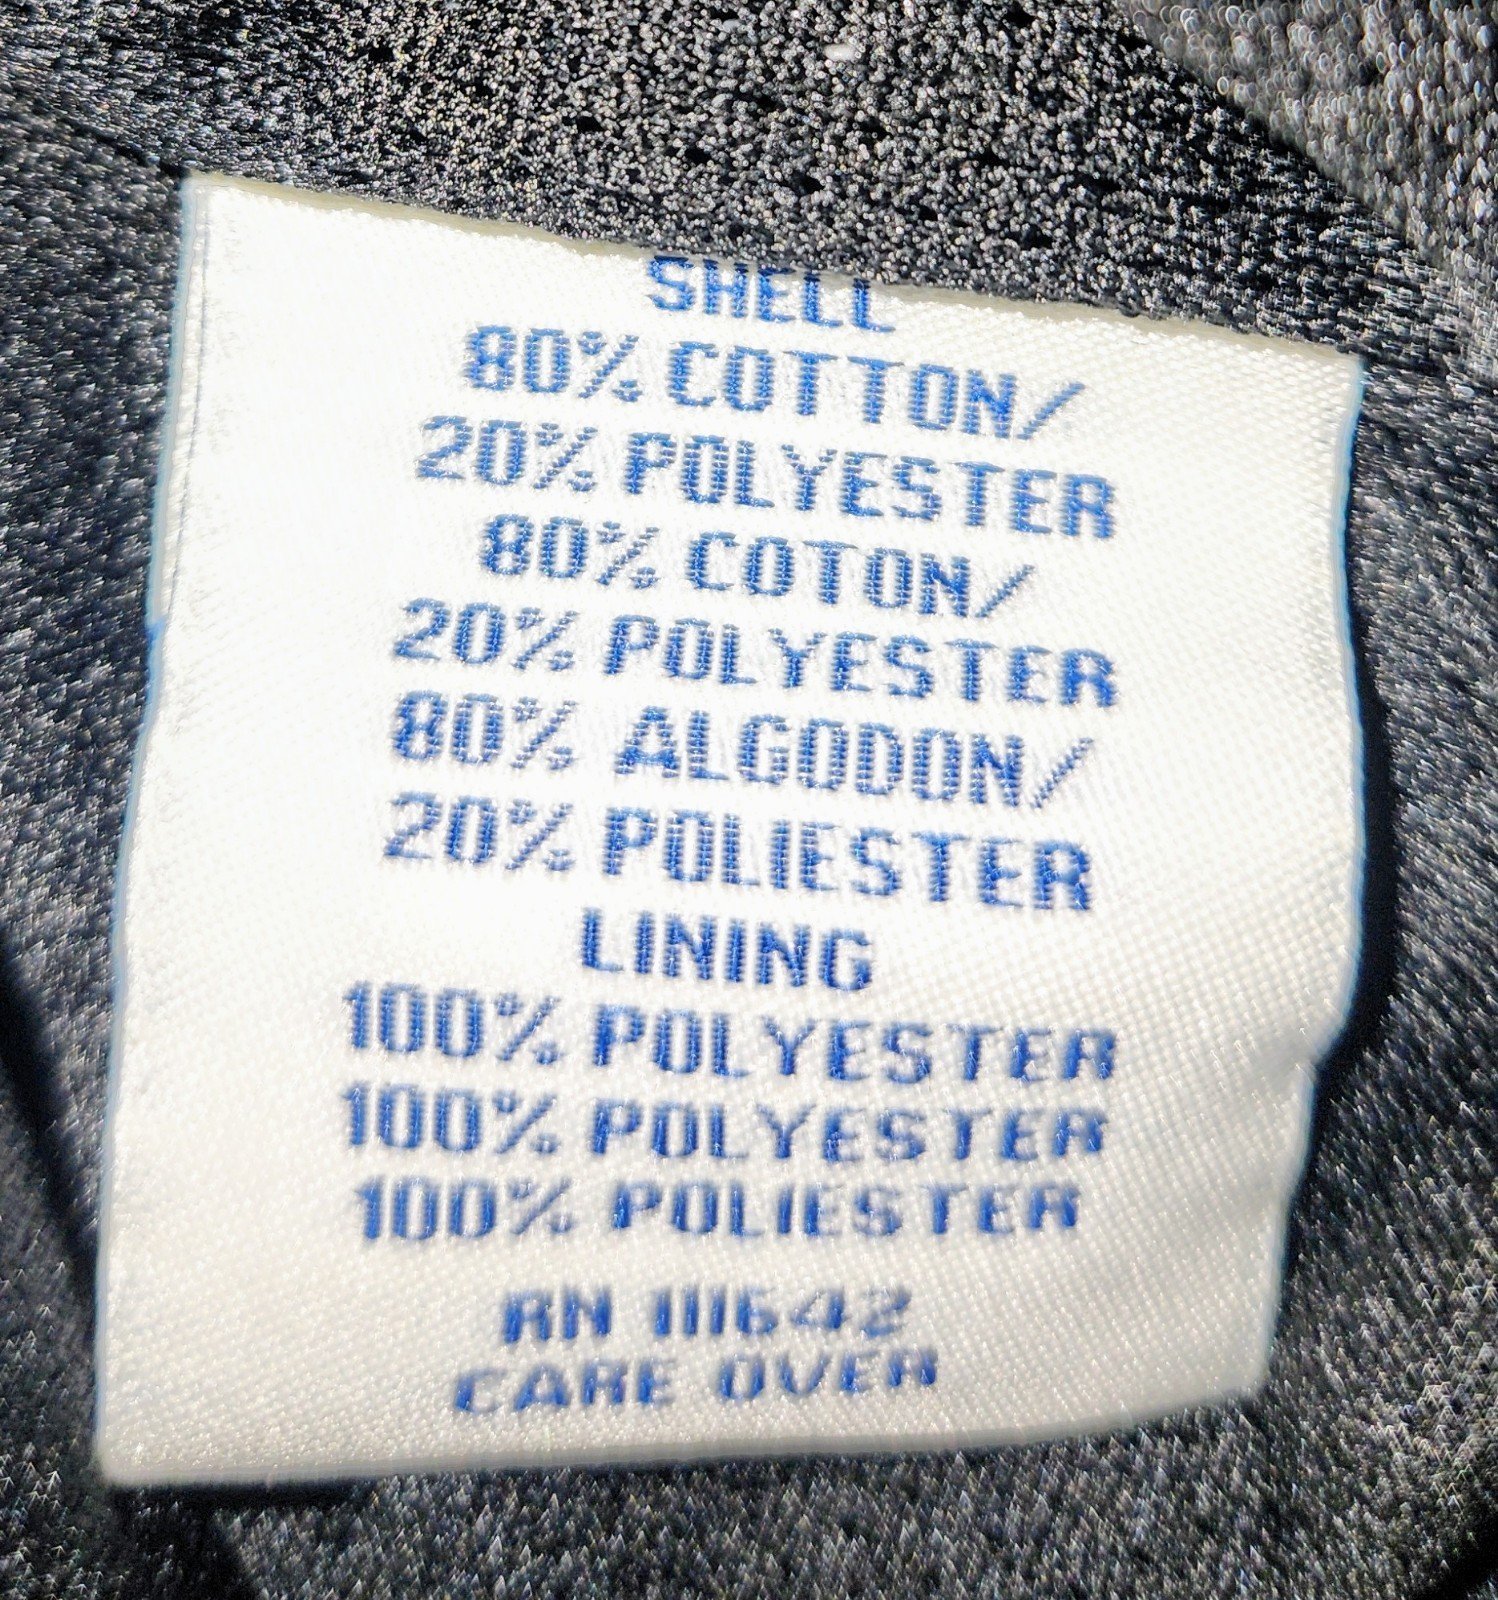 SHELL
80% COTTON/
20% POLYESTER
80% COTON/
20% POLYESTER
80% ALGODON/
20% POLIESTER
LINING
100% POLYESTER
100% POLYESTER
100% POLIESTER
RN 111642
CARE OVER